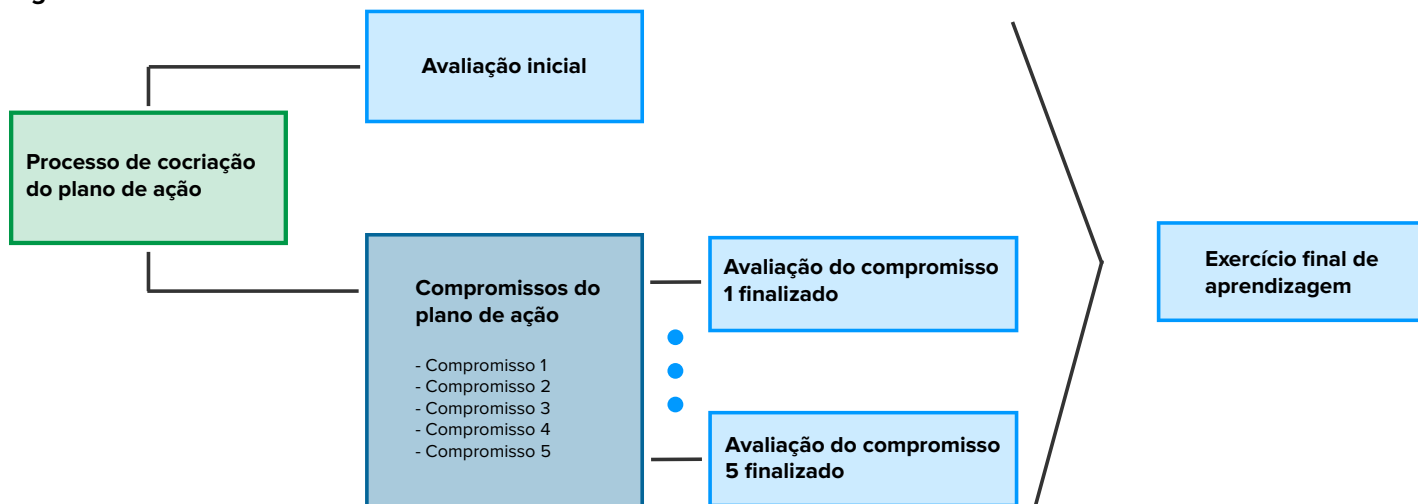 Avaliação inicial
Processo de cocriação
do plano de ação
Compromissos do
plano de ação
- Compromisso 1
- Compromisso 2
- Compromisso 3
- Compromisso 4
- Compromisso 5
Avaliação do compromisso
1 finalizado
Avaliação do compromisso
5 finalizado
Exercício final de
aprendizagem